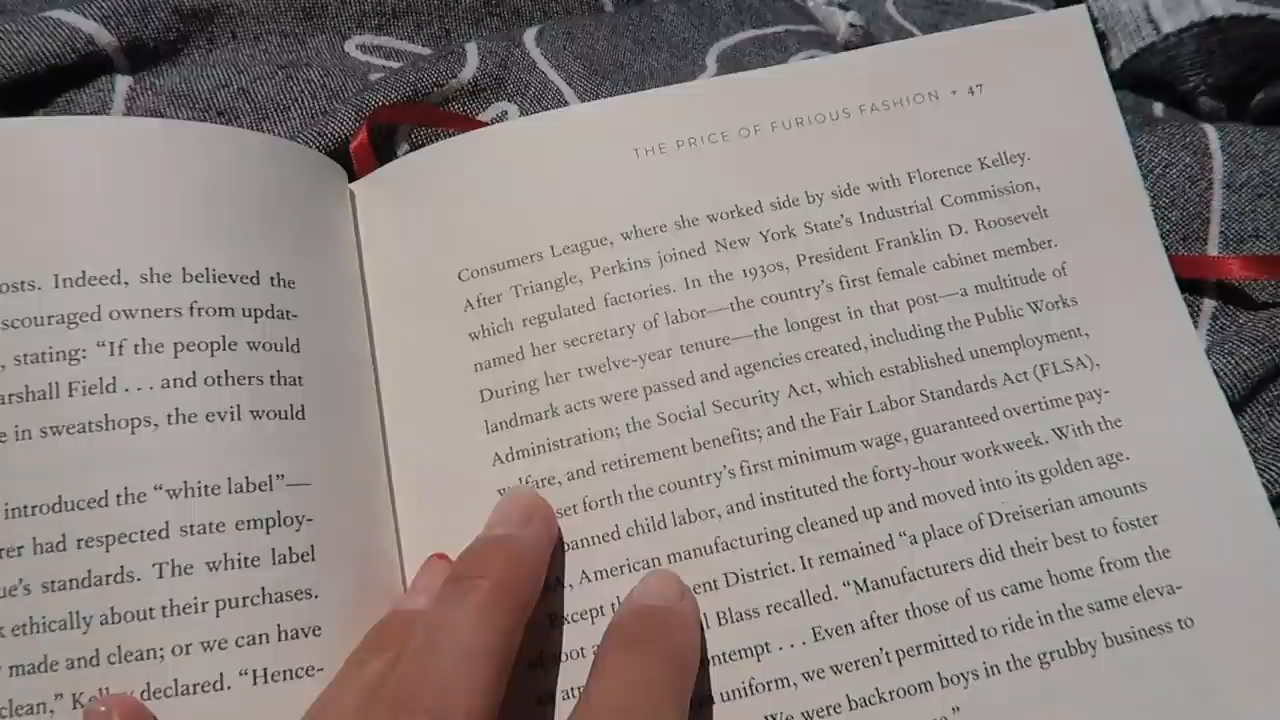 osts. Indeed, she believed the
scouraged owners from updat-
, stating: “If the people would
arshall Field . . . and others that
e in sweatshops, the evil would
introduced the “white label”—
rer had respected state employ-
ue’s standards. The white label
k ethically about their purchases.
made and clean; or we can have
clean,” declared. “Hence-
THE PRICE OF FURIOUS FASHION • 47
Consumers League, where she worked side by side with Florence Kelley.
After Triangle, Perkins joined New York State’s Industrial Commission,
which regulated factories. In the 1930s, President Franklin D. Roosevelt
named her secretary of labor—the country’s first female cabinet member.
During her twelve-year tenure—the longest in that post—a multitude of
landmark acts were passed and agencies created, including the Public Works
Administration; the Social Security Act, which established unemployment,
welfare, and retirement benefits; and the Fair Labor Standards Act (FLSA),
set forth the country’s first minimum wage, guaranteed overtime pay-
banned child labor, and instituted the forty-hour workweek. With the
, American manufacturing cleaned up and moved into its golden age.
Except ent District. It remained “a place of Dreiserian amounts
l Blass recalled. “Manufacturers did their best to foster
ontempt . . . Even after those of us came home from the
uniform, we weren’t permitted to ride in the same eleva-
We were backroom boys in the grubby business to